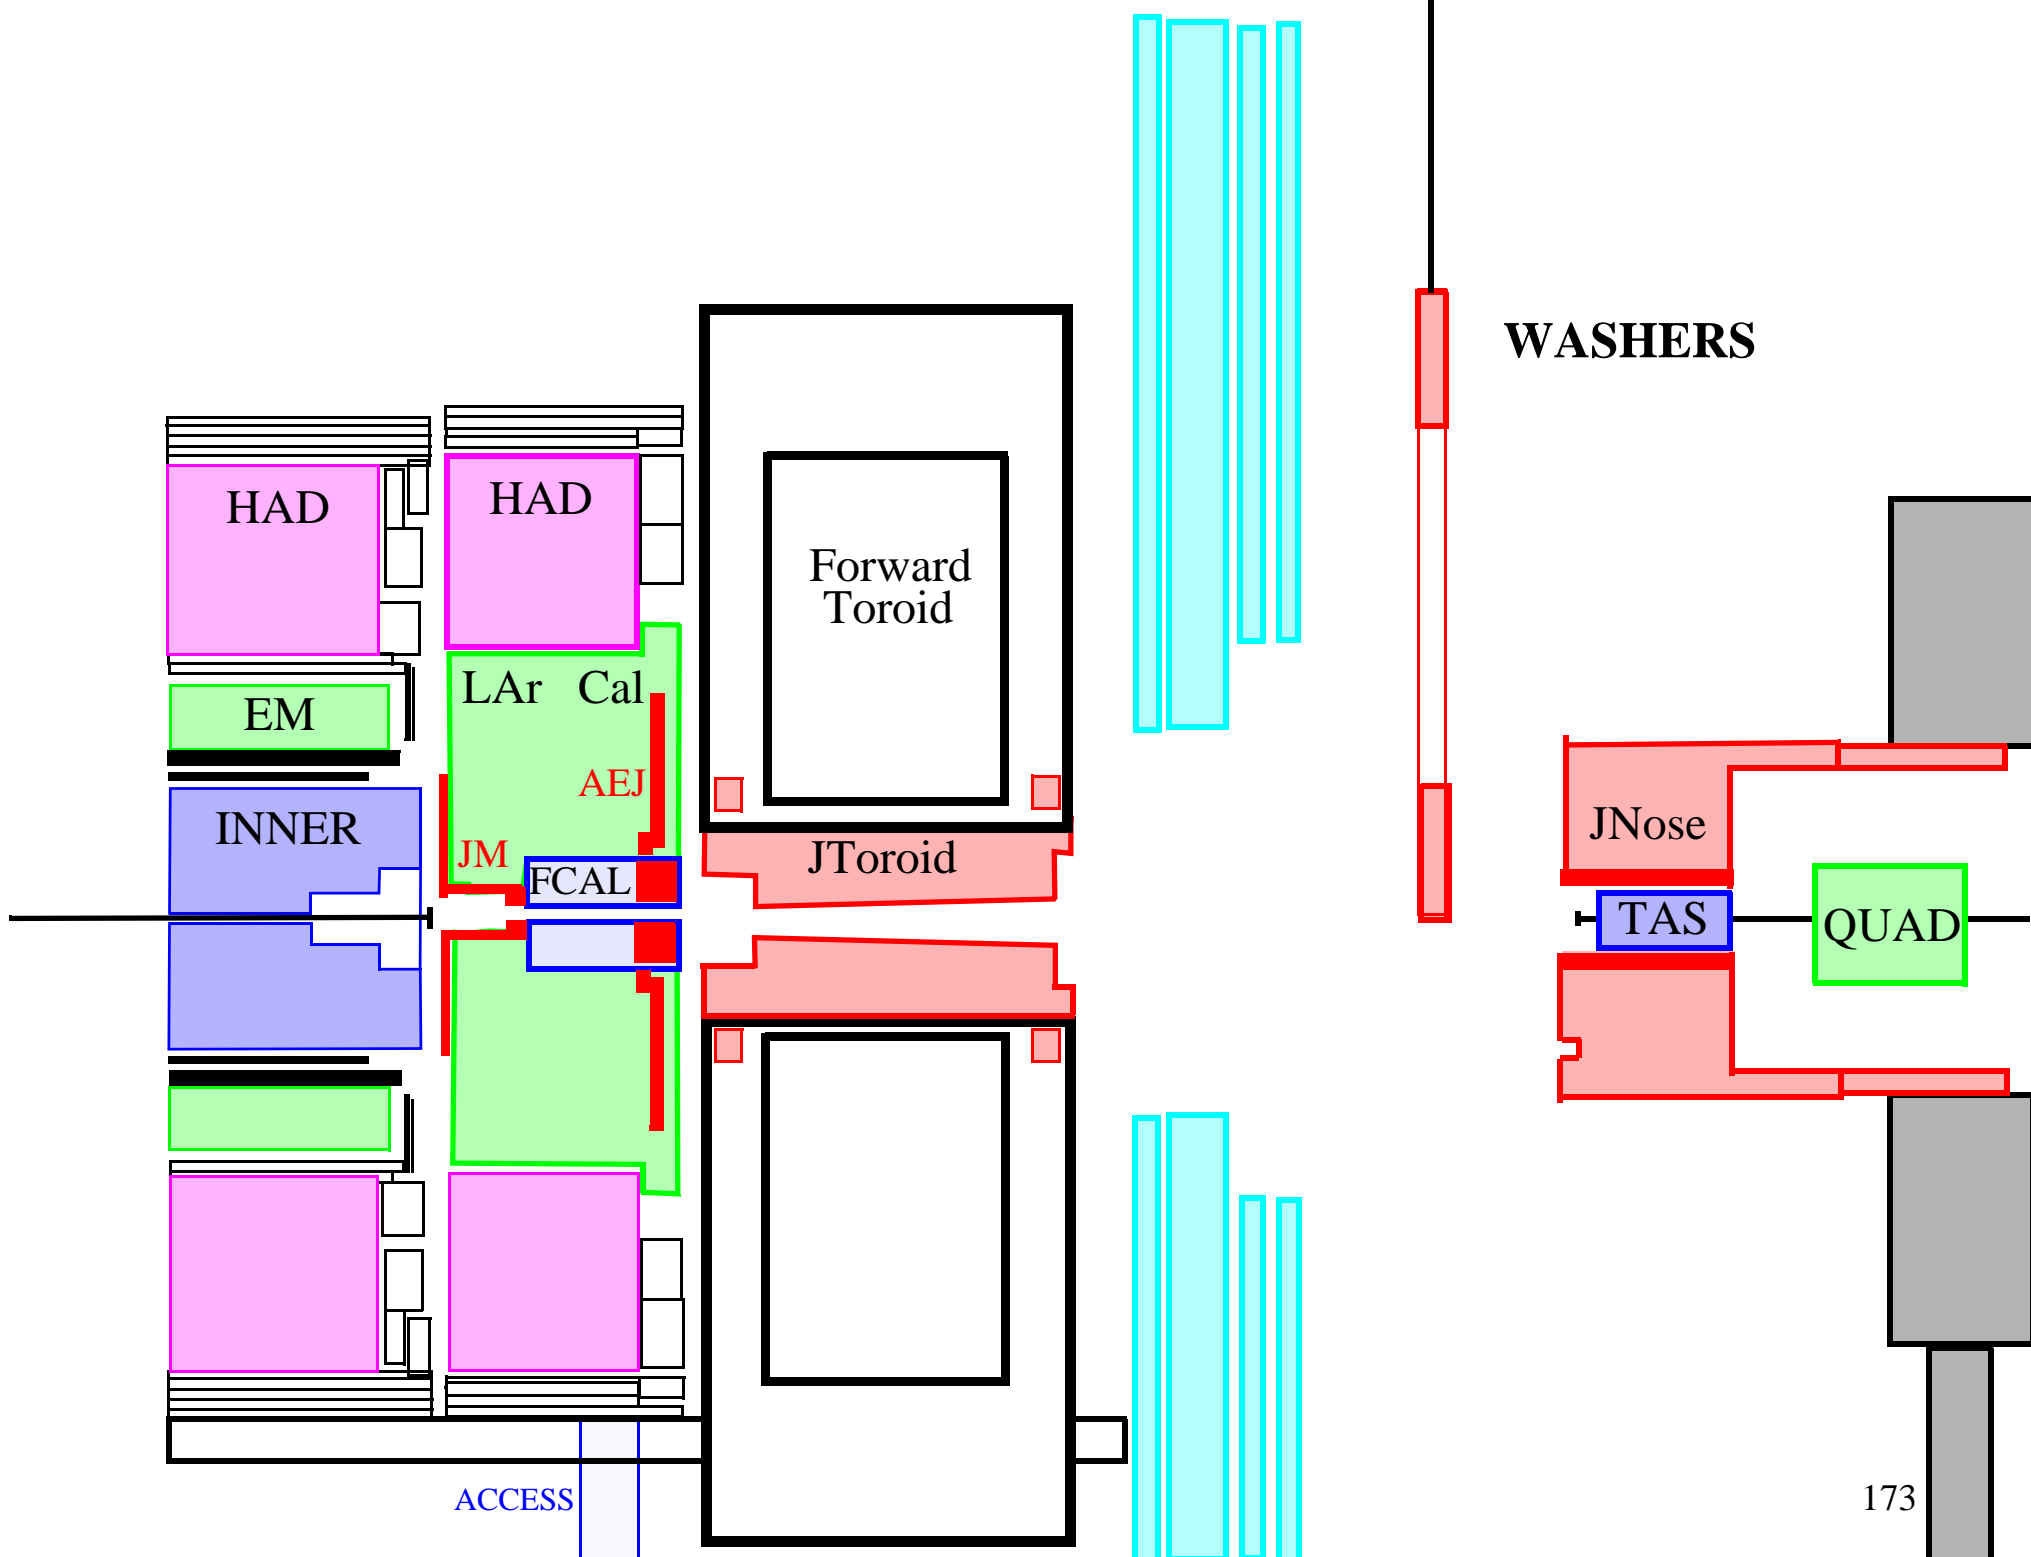 WASHERS
HAD
HAD
Forward
Toroid
LAr Cal
EM
AEJ
INNER
JM
FCAL
JToroid
JNose
TAS
QUAD
ACCESS
173